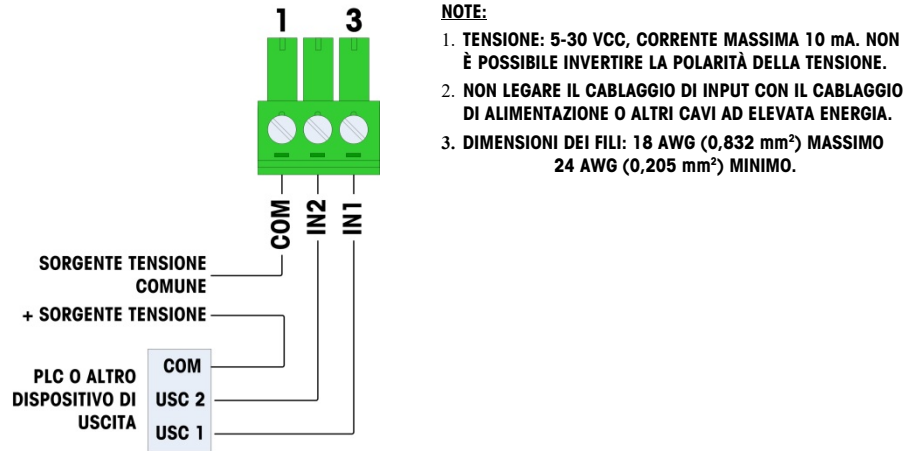 1 3
COM
IN2
IN1
SORGENTE TENSIONE
COMUNE
+ SORGENTE TENSIONE
PLC O ALTRO
DISPOSITIVO DI
USCITA
COM
USC 2
USC 1
NOTE:
1. TENSIONE: 5-30 VCC, CORRENTE MASSIMA 10 mA. NON
È POSSIBILE INVERTIRE LA POLARITÀ DELLA TENSIONE.
2. NON LEGARE IL CABLAGGIO DI INPUT CON IL CABLAGGIO
DI ALIMENTAZIONE O ALTRI CAVI AD ELEVATA ENERGIA.
3. DIMENSIONI DEI FILI: 18 AWG (0,832 mm²) MASSIMO
24 AWG (0,205 mm²) MINIMO.